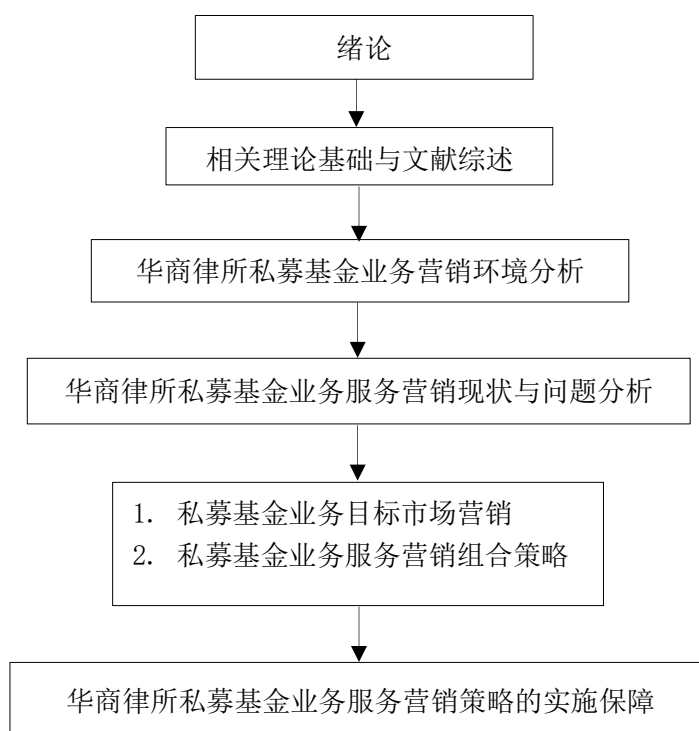 绪论
相关理论基础与文献综述
华商律所私募基金业务营销环境分析
华商律所私募基金业务服务营销现状与问题分析
1. 私募基金业务目标市场营销
2. 私募基金业务服务营销组合策略
华商律所私募基金业务服务营销策略的实施保障